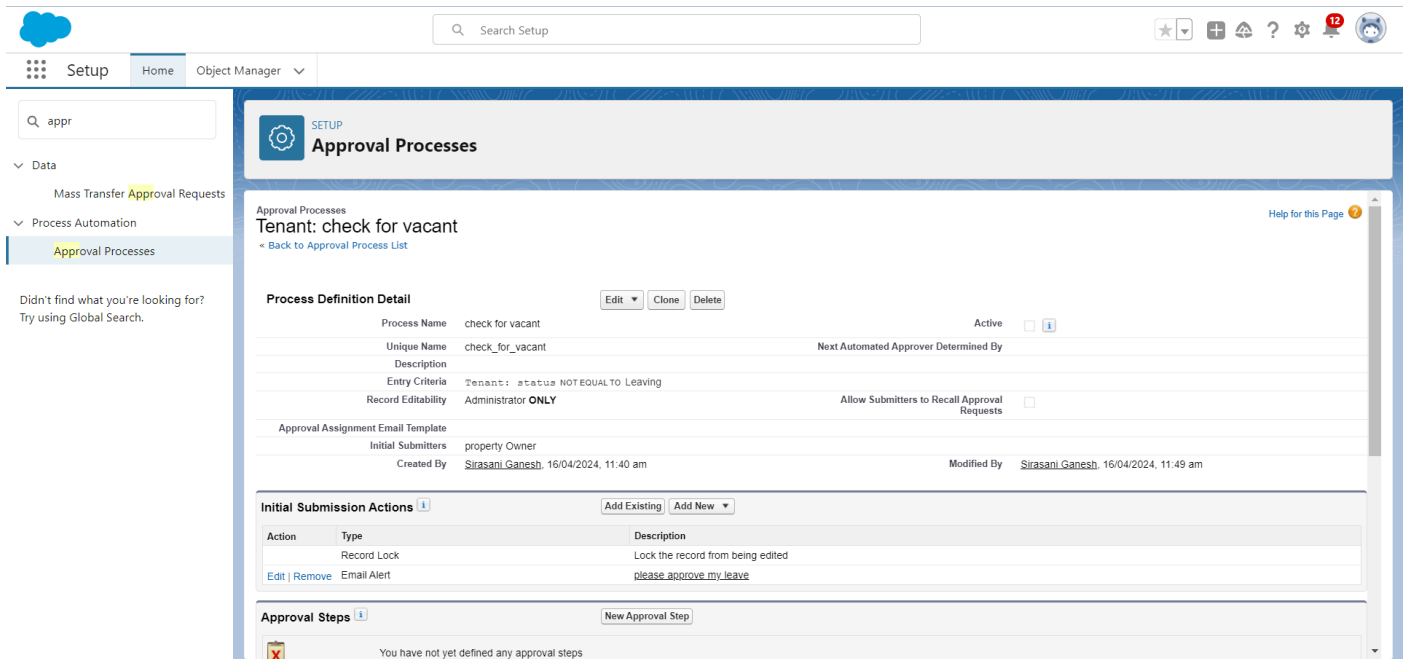 Search Setup
12
Setup Home Object Manager
appr
Data
Mass Transfer Approval Requests
Process Automation
Approval Processes
Didn't find what you're looking for?
Try using Global Search.
SETUP
Approval Processes
Approval Processes
Tenant: check for vacant
« Back to Approval Process List
Help for this Page ?
Process Definition Detail Edit ▼ Clone Delete
Process Name check for vacant Active i
Unique Name check_for_vacant Next Automated Approver Determined By
Description
Entry Criteria Tenant: status NOT EQUAL TO Leaving
Record Editability Administrator ONLY Allow Submitters to Recall Approval
Requests
Approval Assignment Email Template
Initial Submitters property Owner
Created By Sirasani Ganesh, 16/04/2024, 11:40 am Modified By Sirasani Ganesh, 16/04/2024, 11:49 am
Initial Submission Actions i Add Existing Add New ▼
Action Type Description
Record Lock Lock the record from being edited
Edit | Remove Email Alert please approve my leave
Approval Steps i New Approval Step
You have not yet defined any approval steps